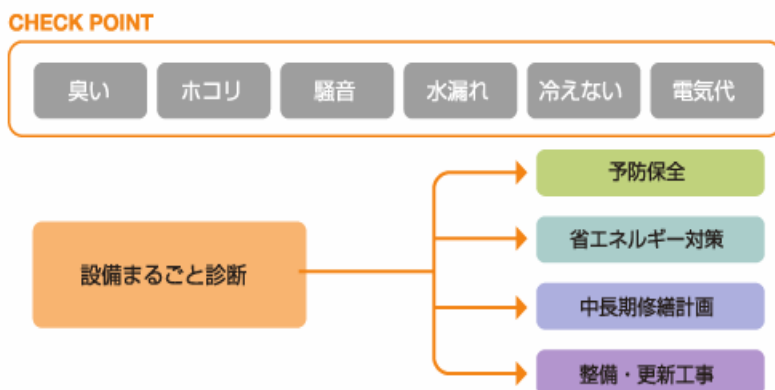 CHECK POINT
臭い
ホコリ
騒音
水漏れ
冷えない
電気代
設備まるごと診断
予防保全
省エネルギー対策
中長期修繕計画
整備・更新工事